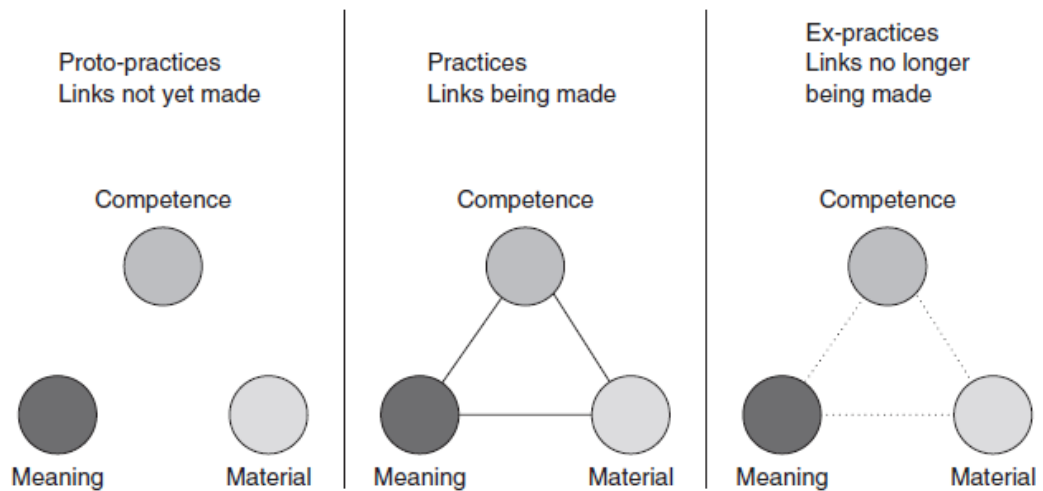 Proto-practices
Links not yet made
Competence
Meaning
Material
Practices
Links being made
Competence
Meaning
Material
Ex-practices
Links no longer
being made
Competence
Meaning
Material